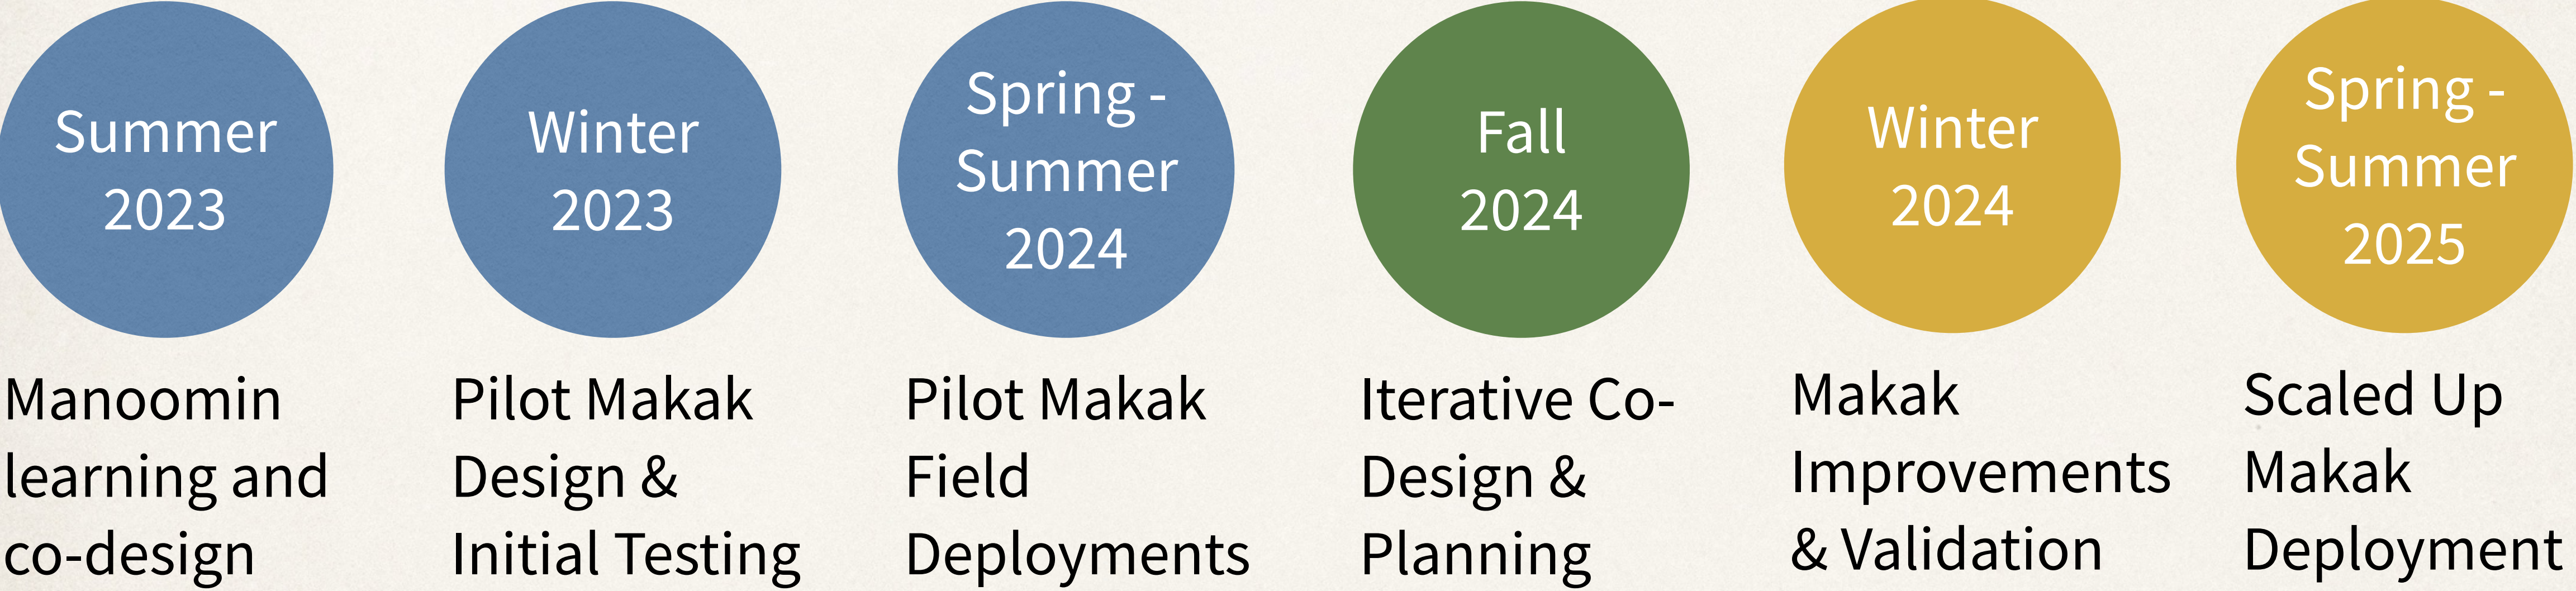 Summer
2023
Manoomin
learning and
co-design
Winter
2023
Pilot Makak
Design &
Initial Testing
Spring -
Summer
2024
Pilot Makak
Field
Deployments
Fall
2024
Iterative Co-
Design &
Planning
Winter
2024
Makak
Improvements
& Validation
Spring -
Summer
2025
Scaled Up
Makak
Deployment